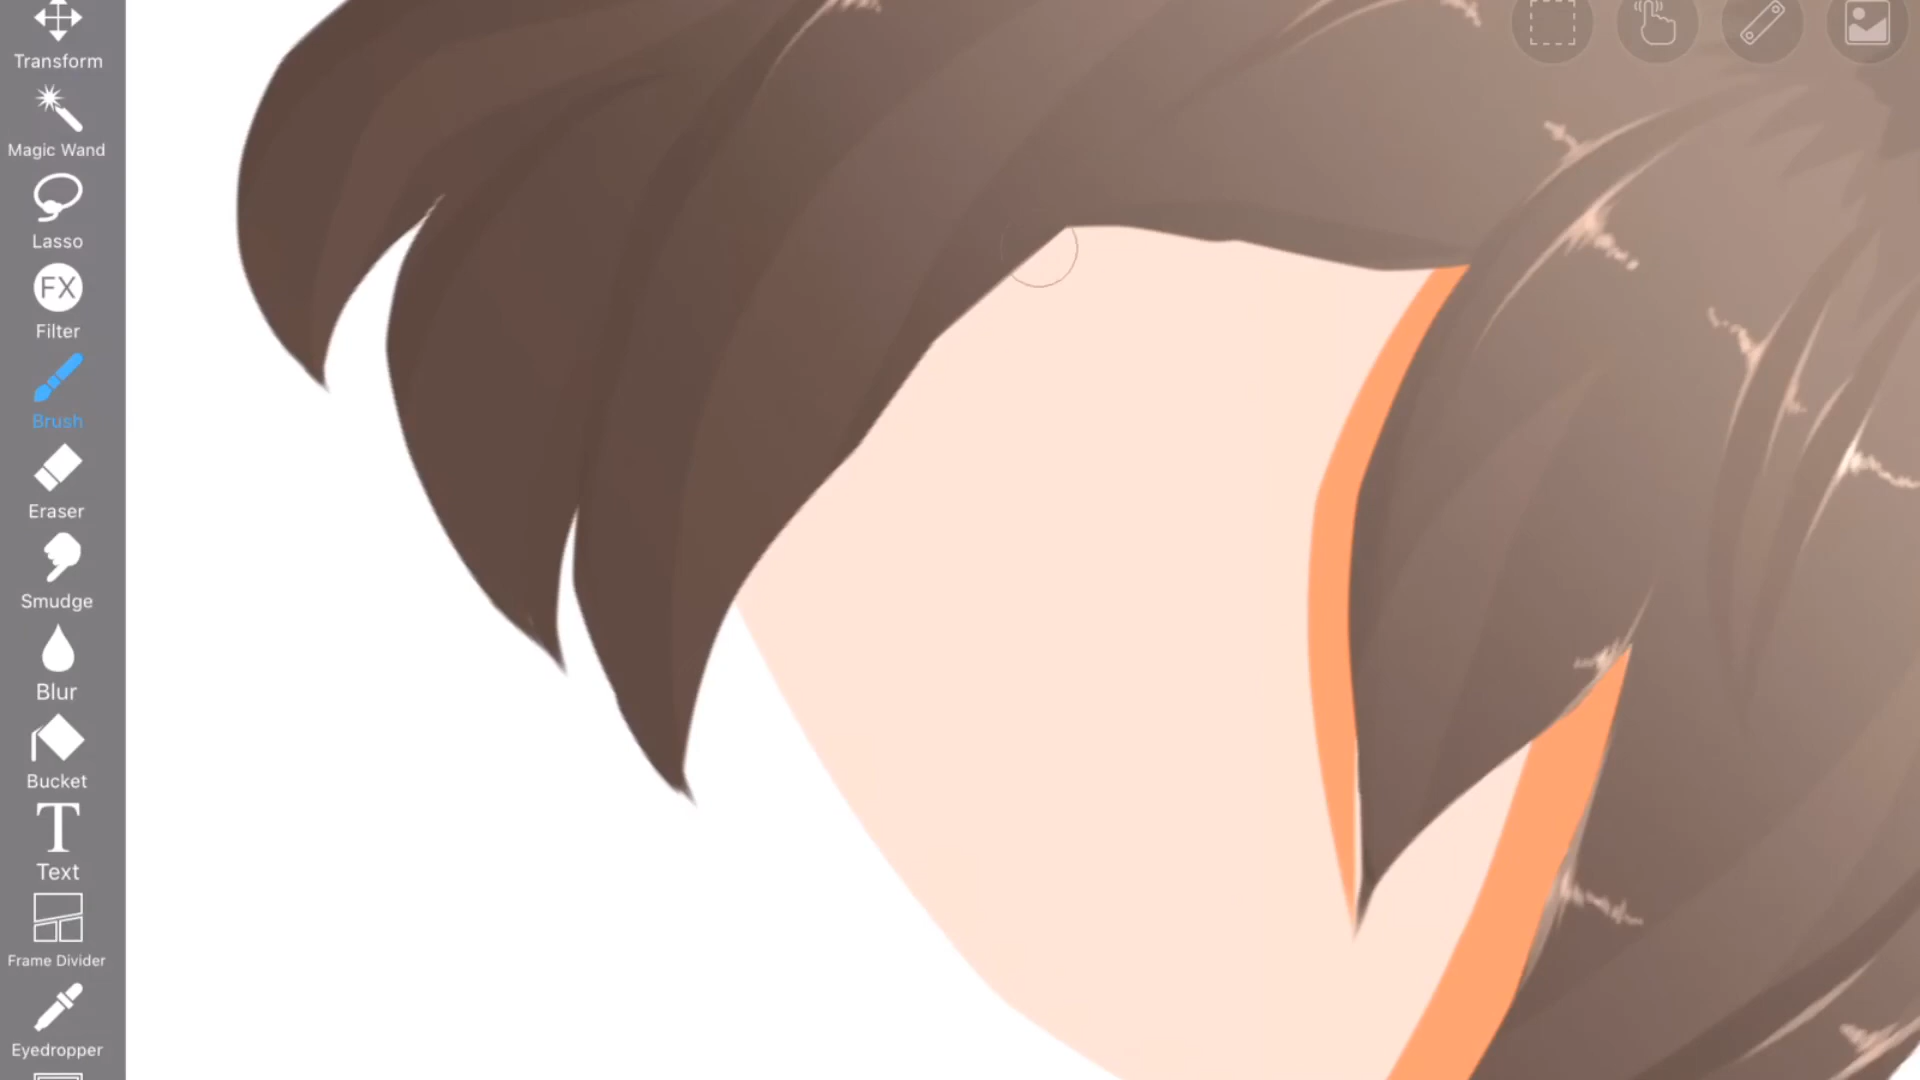 Transform
Magic Wand
Lasso
FX
Filter
Brush
Eraser
Smudge
Blur
Bucket
T
Text
Frame Divider
Eyedropper